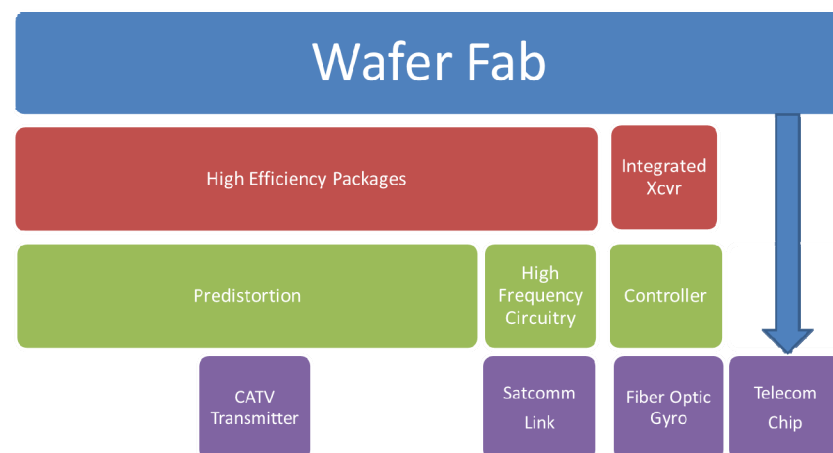 Wafer Fab
High Efficiency Packages
Integrated
Xcvr
Predistortion
High
Frequency
Circuitry
Controller
CATV
Transmitter
Satcomm
Link
Fiber Optic
Gyro
Telecom
Chip